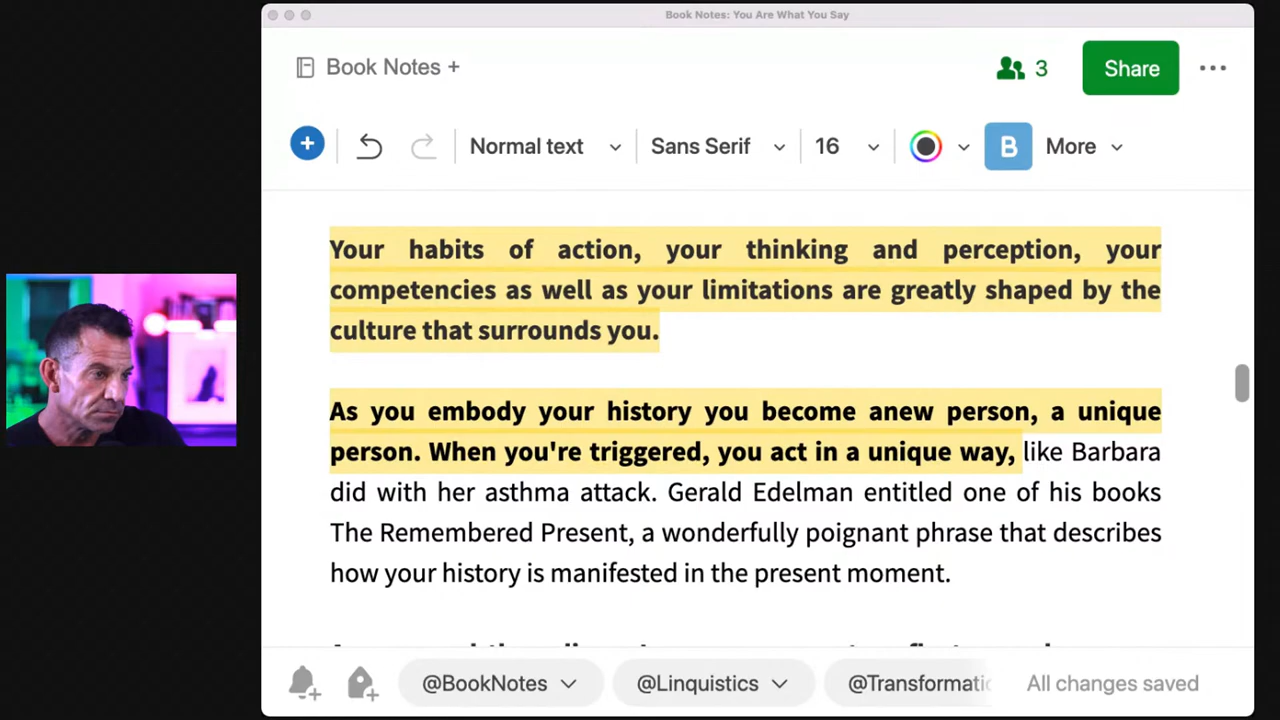 Book Notes: You Are What You Say
Book Notes +
3
Share
Normal text
Sans Serif
16
B
More
Your habits of action, your thinking and perception, your
competencies as well as your limitations are greatly shaped by the
culture that surrounds you.
As you embody your history you become anew person, a unique
person. When you're triggered, you act in a unique way, like Barbara
did with her asthma attack. Gerald Edelman entitled one of his books
The Remembered Present, a wonderfully poignant phrase that describes
how your history is manifested in the present moment.
@BookNotes
@Linquistics
@Transformatio
All changes saved